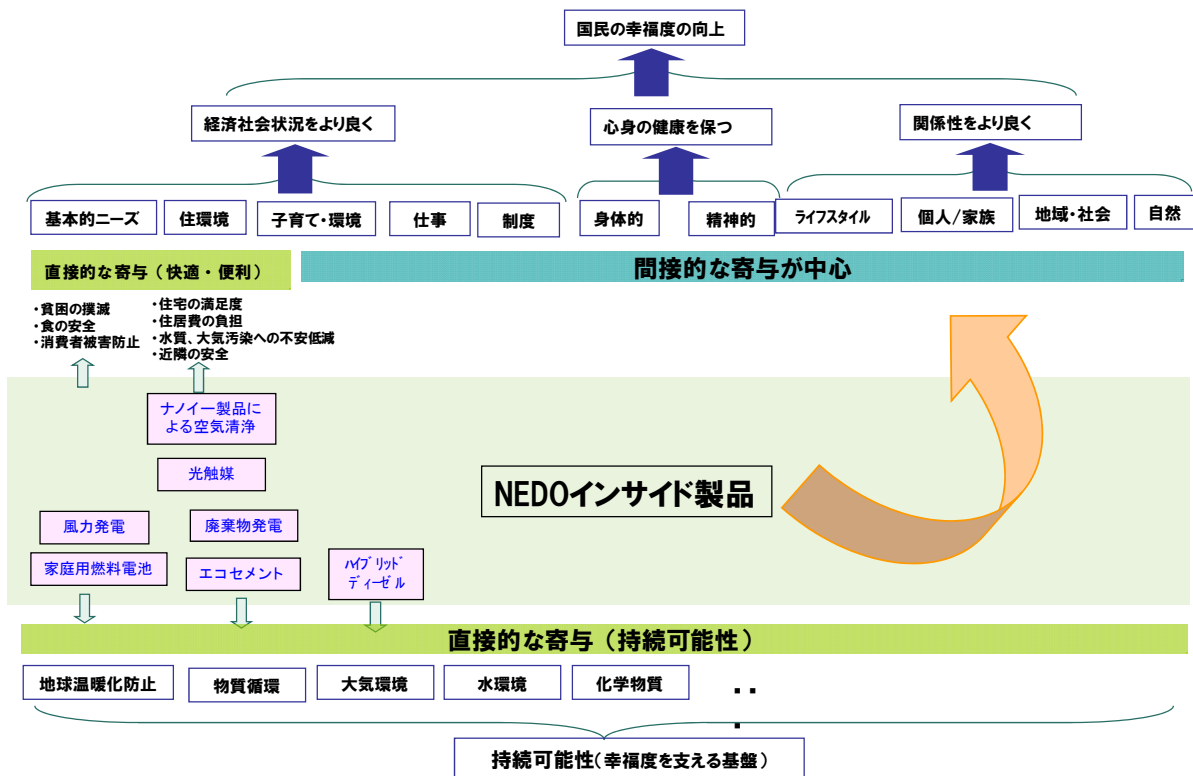 国民の幸福度の向上
経済社会状況をより良く
心身の健康を保つ
関係性をより良く
基本的ニーズ
住環境
子育て・環境
仕事
制度
身体的
精神的
ライフスタイル
個人/家族
地域・社会
自然
直接的な寄与（快適・便利）
間接的な寄与が中心
・貧困の撲滅
・食の安全
・消費者被害防止
・住宅の満足度
・住居費の負担
・水質、大気汚染への不安低減
・近隣の安全
ナノイー製品に
よる空気清浄
光触媒
NEDOインサイド製品
風力発電
廃棄物発電
家庭用燃料電池
エコセメント
ハイブリッド
ディーゼル
直接的な寄与（持続可能性）
地球温暖化防止
物質循環
大気環境
水環境
化学物質
・・
・
持続可能性（幸福度を支える基盤）